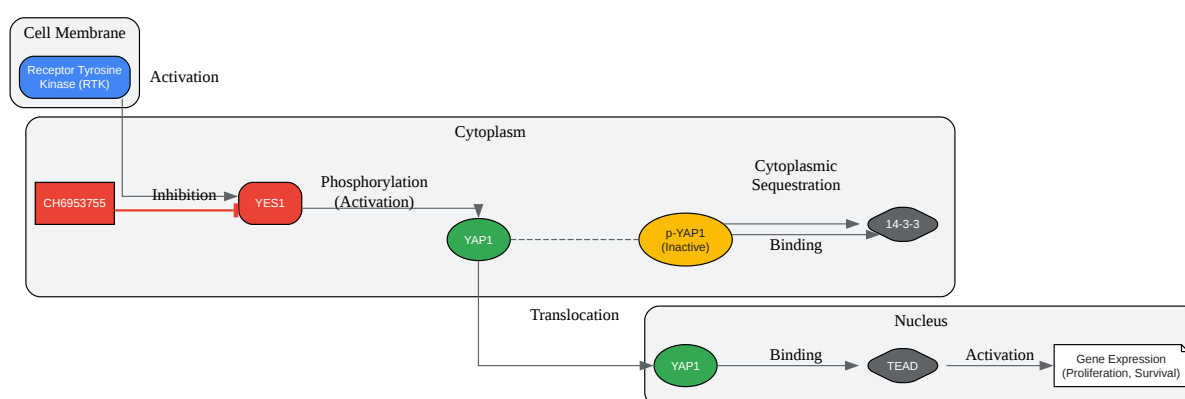 Cell Membrane
Receptor Tyrosine
Kinase (RTK)
Activation
Cytoplasm
CH6953755
Inhibition
YES1
Phosphorylation
(Activation)
YAP1
p-YAP1
(Inactive)
Cytoplasmic
Sequestration
Binding
14-3-3
Translocation
Nucleus
YAP1
Binding
TEAD
Activation
Gene Expression
(Proliferation, Survival)